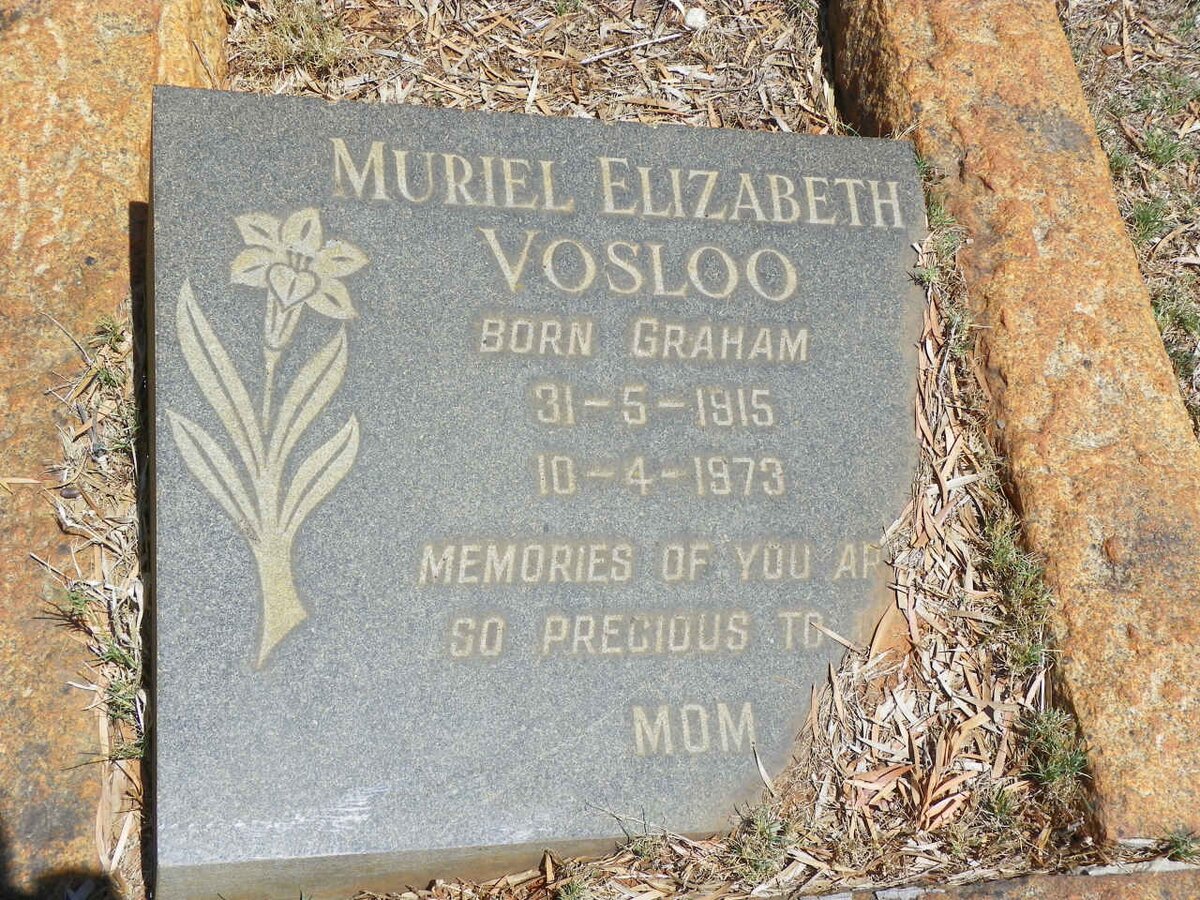 MURIEL ELIZABETH
VOSLOO
BORN GRAHAM
31-5-1915
10-4-1973
MEMORIES OF YOU
SO PRECIOUS TO
MOM